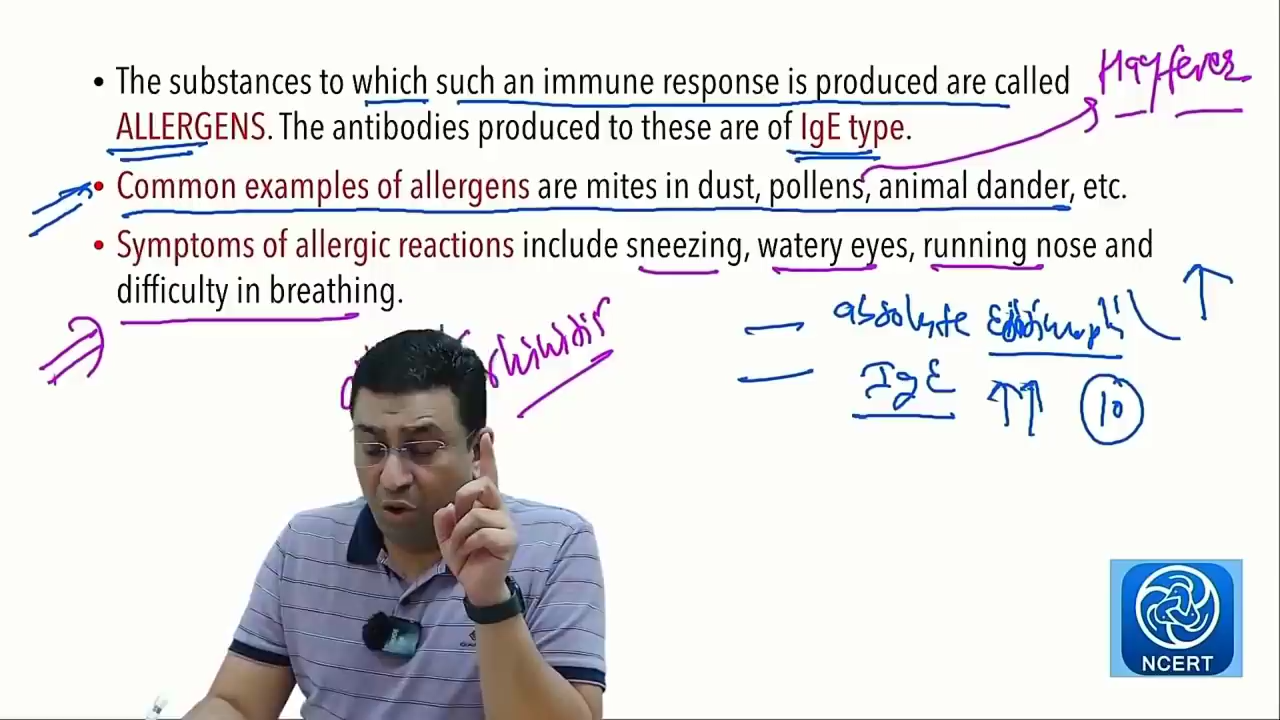 • The substances to which such an immune response is produced are called
ALLERGENS. The antibodies produced to these are of IgE type.
Hayfever
• Common examples of allergens are mites in dust, pollens, animal dander, etc.
• Symptoms of allergic reactions include sneezing, watery eyes, running nose and
difficulty in breathing.
absolute
IgE ↑↑ 10
NCERT